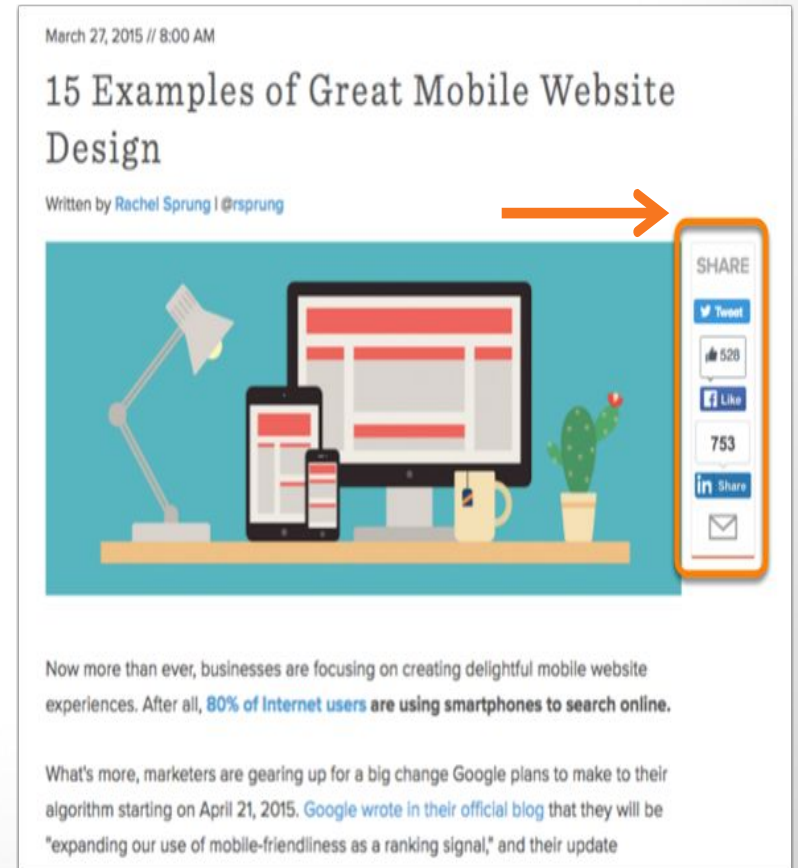 March 27, 2015 // 8:00 AM
15 Examples of Great Mobile Website
Design
Written by Rachel Sprung | @rsprung
SHARE
Tweet
528
Like
753
in Share
Now more than ever, businesses are focusing on creating delightful mobile website
experiences. After all, 80% of Internet users are using smartphones to search online.
What's more, marketers are gearing up for a big change Google plans to make to their
algorithm starting on April 21, 2015. Google wrote in their official blog that they will be
"expanding our use of mobile-friendliness as a ranking signal," and their update